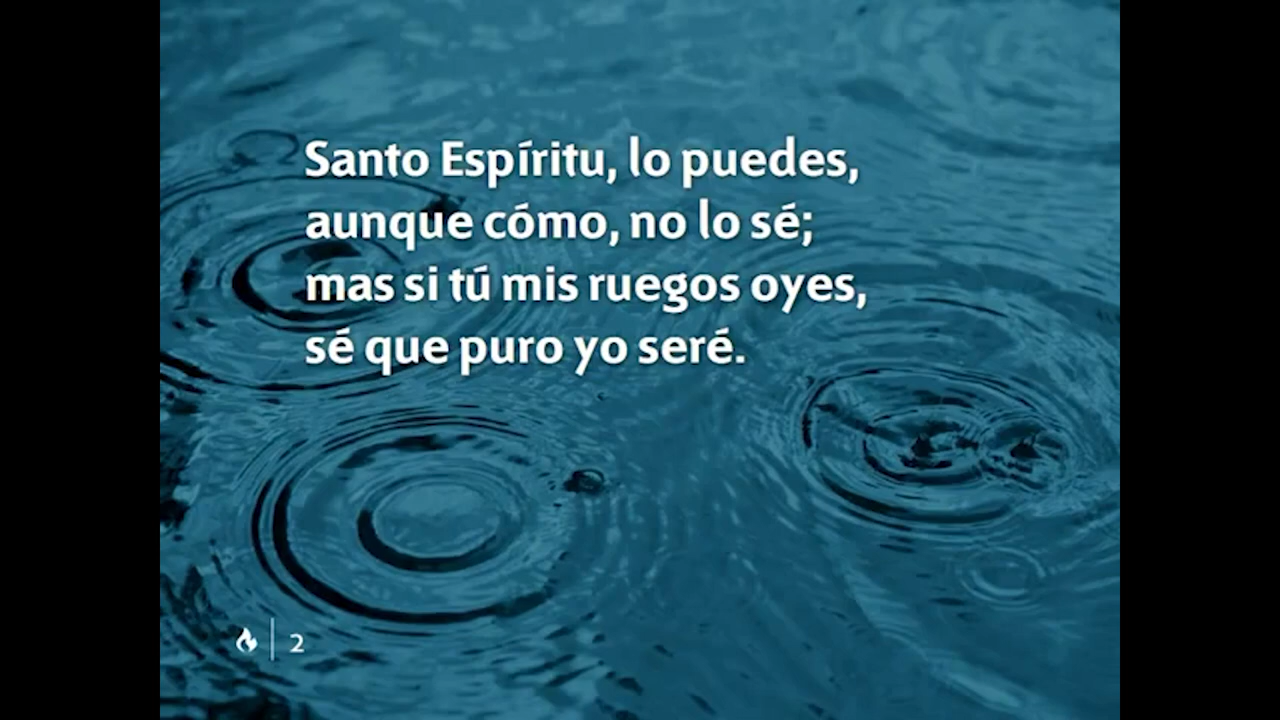 Santo Espíritu, lo puedes,
aunque cómo, no lo sé;
mas si tú mis ruegos oyes,
sé que puro yo seré.
2